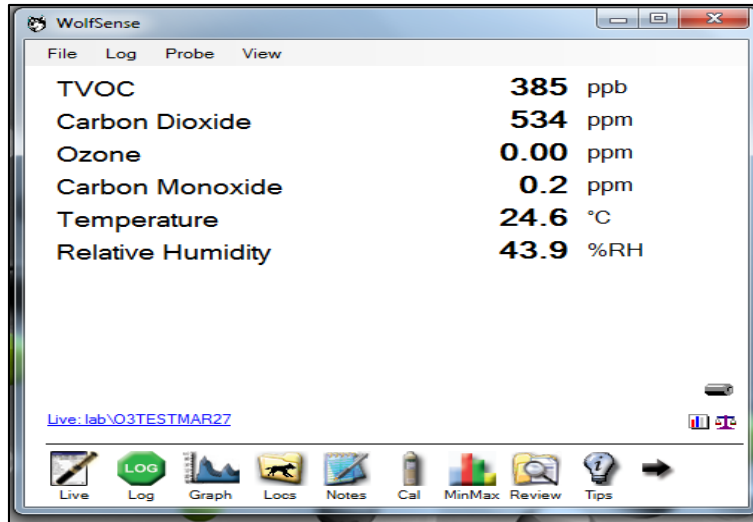 WolfSense
File Log Probe View
TVOC 385 ppb
Carbon Dioxide 534 ppm
Ozone 0.00 ppm
Carbon Monoxide 0.2 ppm
Temperature 24.6 °C
Relative Humidity 43.9 %RH
Live: lab\O3TESTMAR27
LOG
Live Log Graph Locs Notes Cal MinMax Review Tips